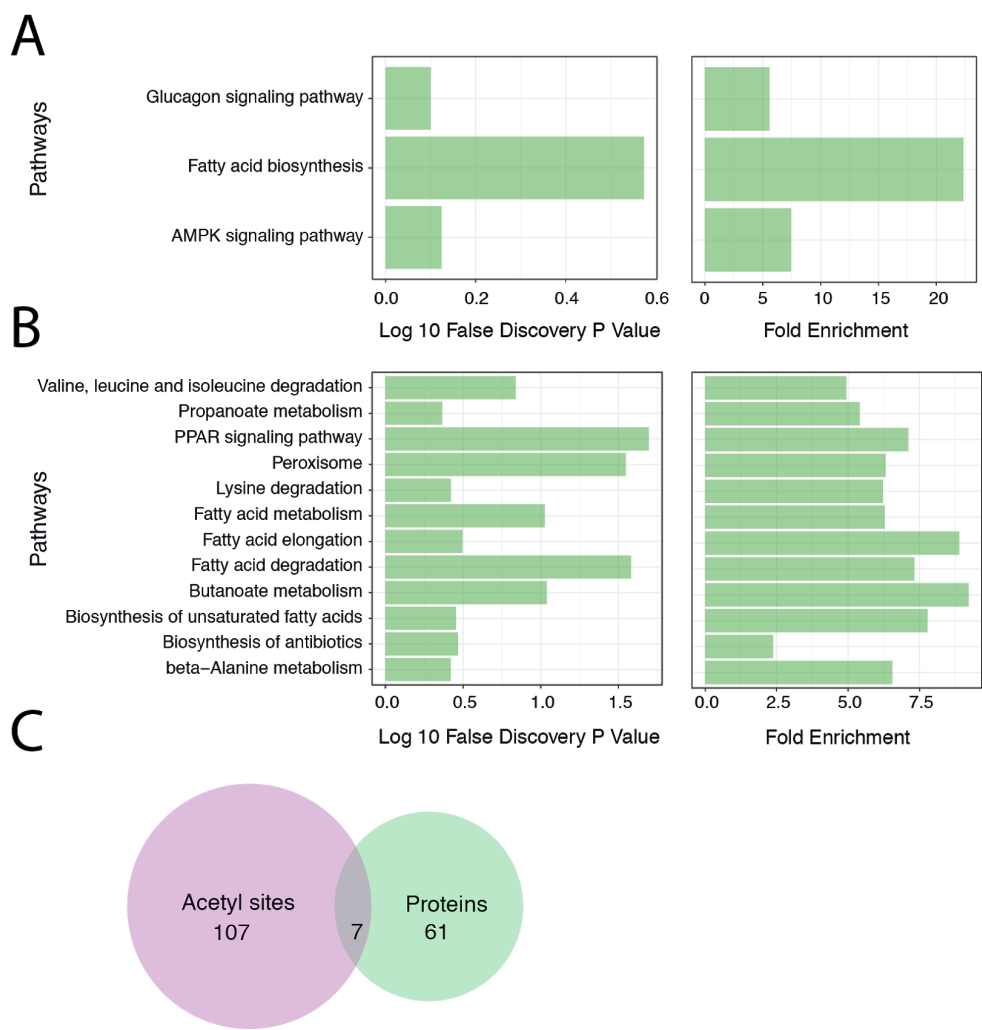 A
Pathways
Glucagon signaling pathway
Fatty acid biosynthesis
AMPK signaling pathway
0.0 0.2 0.4 0.6
Log 10 False Discovery P Value
0 5 10 15 20
Fold Enrichment
B
Pathways
Valine, leucine and isoleucine degradation
Propanoate metabolism
PPAR signaling pathway
Peroxisome
Lysine degradation
Fatty acid metabolism
Fatty acid elongation
Fatty acid degradation
Butanoate metabolism
Biosynthesis of unsaturated fatty acids
Biosynthesis of antibiotics
beta−Alanine metabolism
0.0 0.5 1.0 1.5
Log 10 False Discovery P Value
0.0 2.5 5.0 7.5
Fold Enrichment
C
Acetyl sites
107
7
Proteins
61